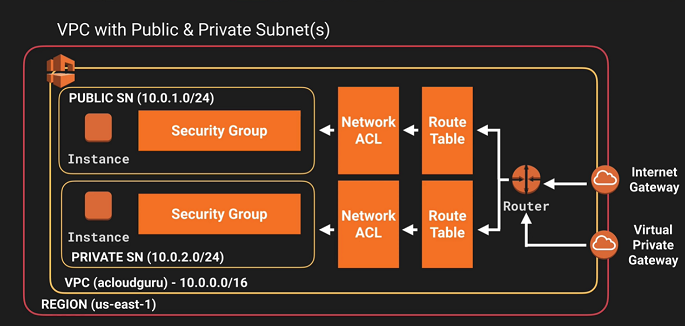 VPC with Public & Private Subnet(s)
PUBLIC SN (10.0.1.0/24)
Instance
Security Group
Network
ACL
Route
Table
Internet
Gateway
Router
Instance
Security Group
Network
ACL
Route
Table
Virtual
Private
Gateway
PRIVATE SN (10.0.2.0/24)
VPC (acloudguru) - 10.0.0.0/16
REGION (us-east-1)